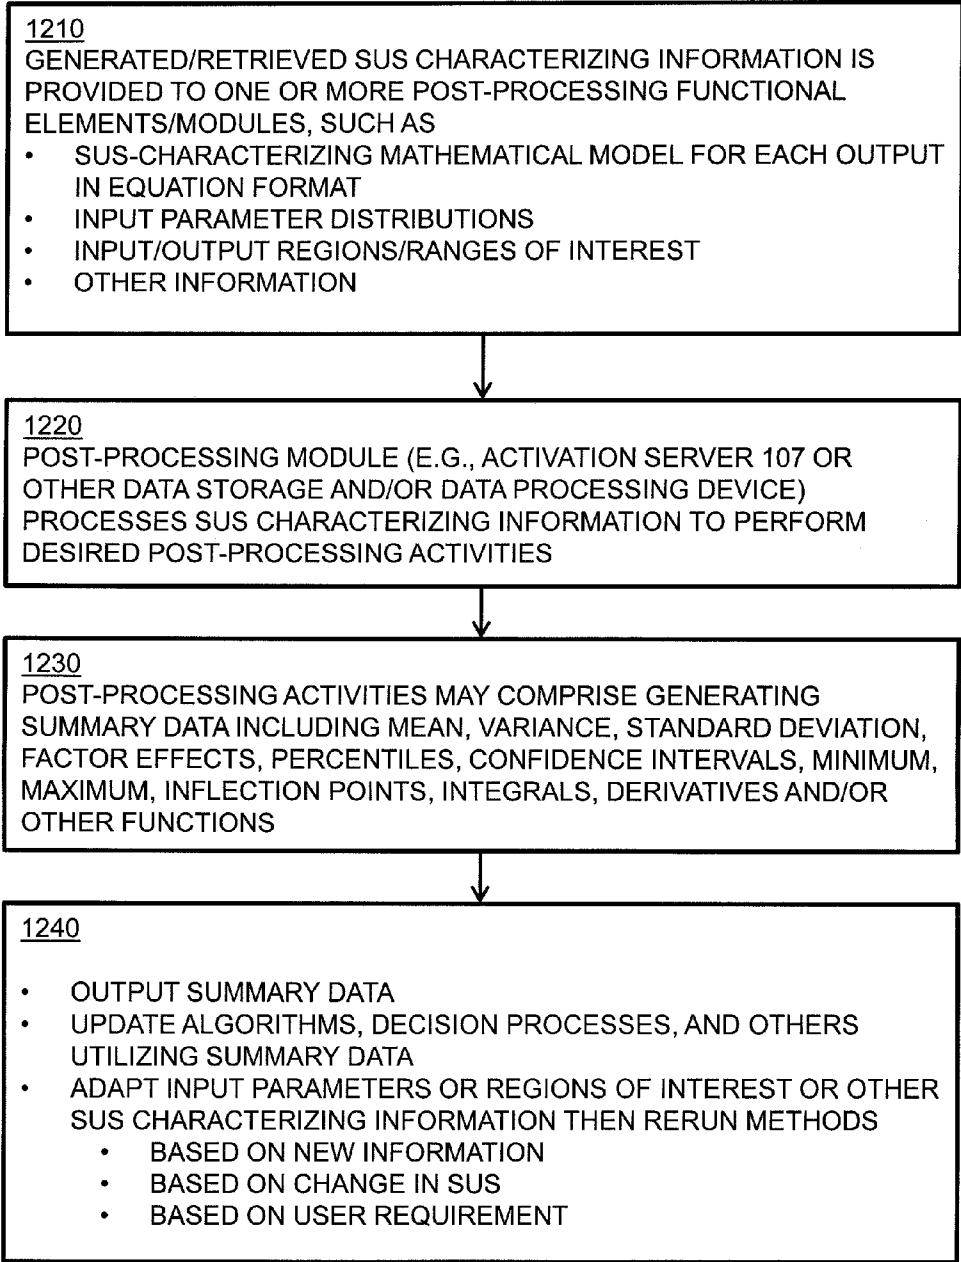 1210
GENERATED/RETRIEVED SUS CHARACTERIZING INFORMATION IS
PROVIDED TO ONE OR MORE POST-PROCESSING FUNCTIONAL
ELEMENTS/MODULES, SUCH AS
• SUS-CHARACTERIZING MATHEMATICAL MODEL FOR EACH OUTPUT
IN EQUATION FORMAT
• INPUT PARAMETER DISTRIBUTIONS
• INPUT/OUTPUT REGIONS/RANGES OF INTEREST
• OTHER INFORMATION
1220
POST-PROCESSING MODULE (E.G., ACTIVATION SERVER 107 OR
OTHER DATA STORAGE AND/OR DATA PROCESSING DEVICE)
PROCESSES SUS CHARACTERIZING INFORMATION TO PERFORM
DESIRED POST-PROCESSING ACTIVITIES
1230
POST-PROCESSING ACTIVITIES MAY COMPRISE GENERATING
SUMMARY DATA INCLUDING MEAN, VARIANCE, STANDARD DEVIATION,
FACTOR EFFECTS, PERCENTILES, CONFIDENCE INTERVALS, MINIMUM,
MAXIMUM, INFLECTION POINTS, INTEGRALS, DERIVATIVES AND/OR
OTHER FUNCTIONS
1240
• OUTPUT SUMMARY DATA
• UPDATE ALGORITHMS, DECISION PROCESSES, AND OTHERS
UTILIZING SUMMARY DATA
• ADAPT INPUT PARAMETERS OR REGIONS OF INTEREST OR OTHER
SUS CHARACTERIZING INFORMATION THEN RERUN METHODS
• BASED ON NEW INFORMATION
• BASED ON CHANGE IN SUS
• BASED ON USER REQUIREMENT